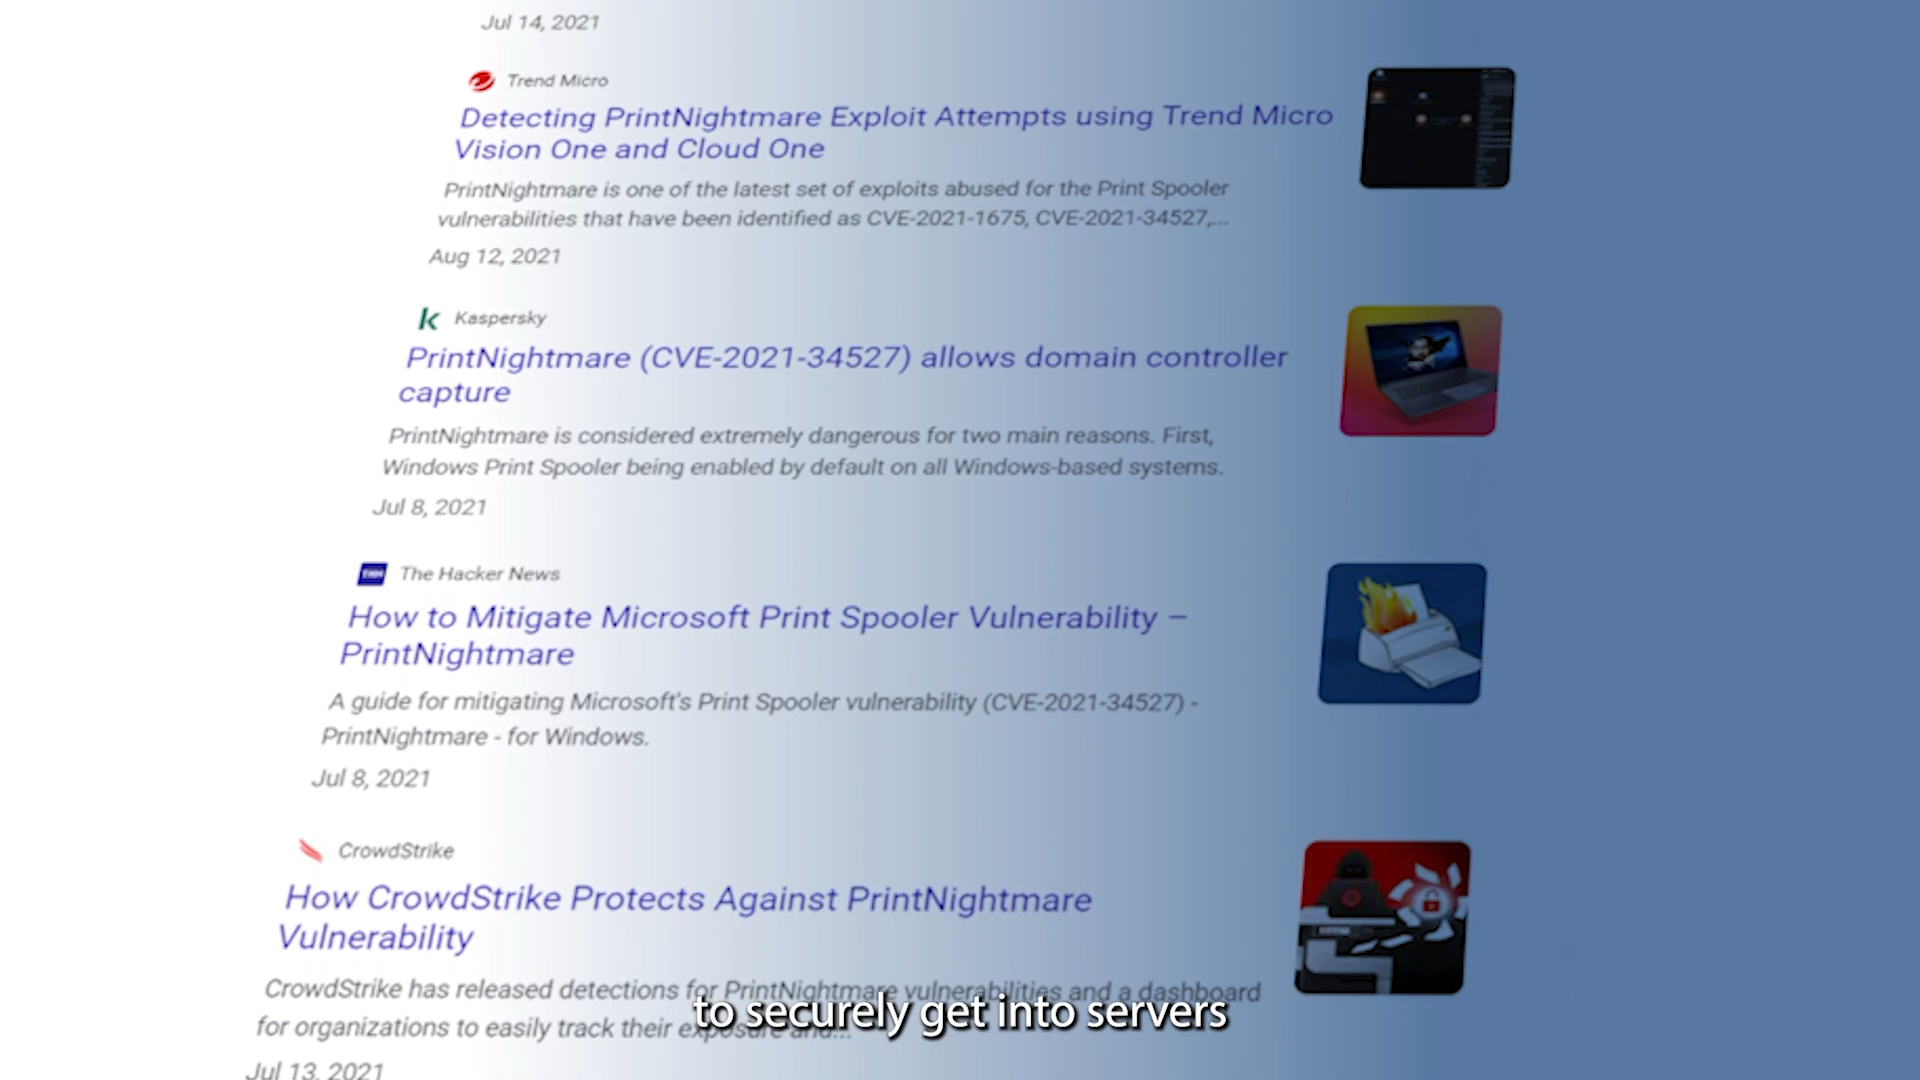 Jul 14, 2021
Trend Micro
Detecting PrintNightmare Exploit Attempts using Trend Micro
Vision One and Cloud One
PrintNightmare is one of the latest set of exploits abused for the Print Spooler
vulnerabilities that have been identified as CVE-2021-1675, CVE-2021-34527,...
Aug 12, 2021
Kaspersky
PrintNightmare (CVE-2021-34527) allows domain controller
capture
PrintNightmare is considered extremely dangerous for two main reasons. First,
Windows Print Spooler being enabled by default on all Windows-based systems.
Jul 8, 2021
The Hacker News
How to Mitigate Microsoft Print Spooler Vulnerability –
PrintNightmare
A guide for mitigating Microsoft's Print Spooler vulnerability (CVE-2021-34527) -
PrintNightmare - for Windows.
Jul 8, 2021
CrowdStrike
How CrowdStrike Protects Against PrintNightmare
Vulnerability
CrowdStrike has released detections for PrintNightmare vulnerabilities and a dashboard
for organizations to easily track their exposure and...
to securely get into servers
Jul 13, 2021